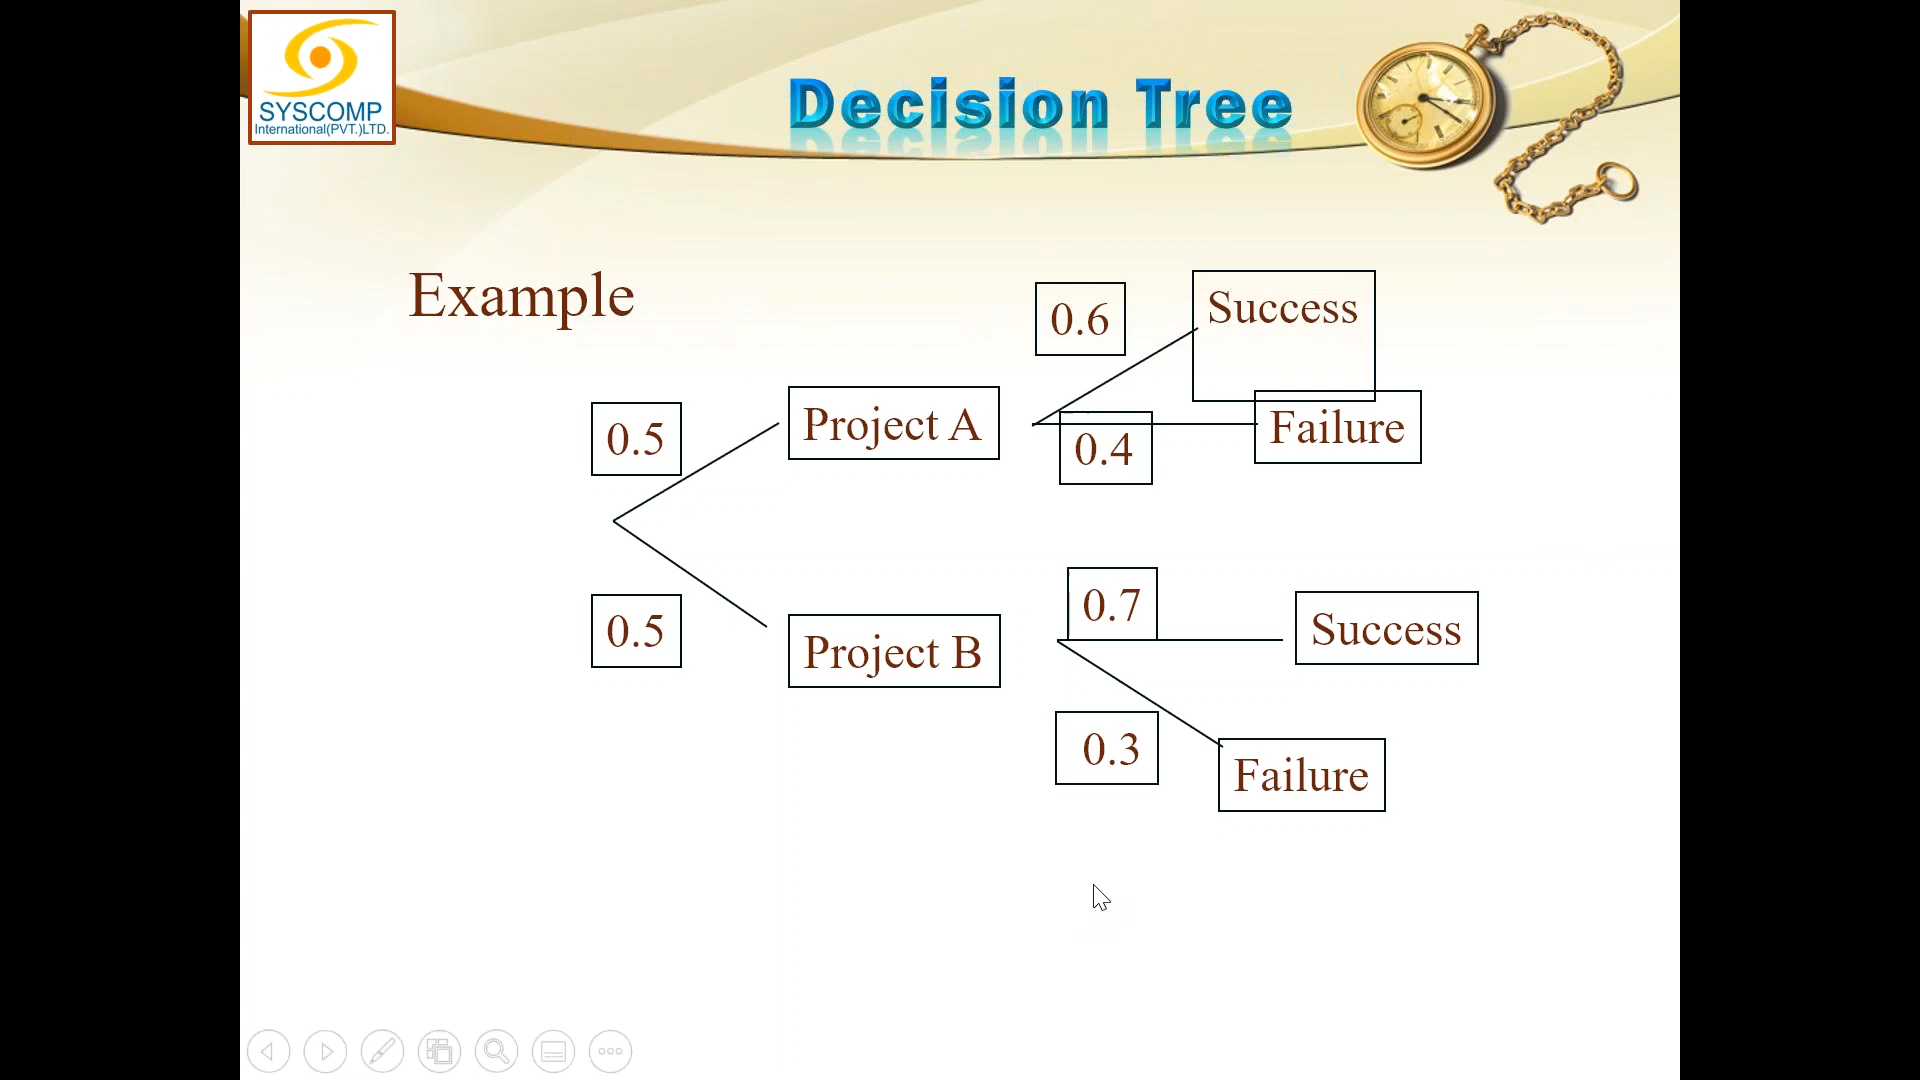 SYSCOMP
International(PVT.)LTD.
Decision Tree
Example
0.6
Success
0.5
Project A
0.4
Failure
0.7
Success
0.5
Project B
0.3
Failure